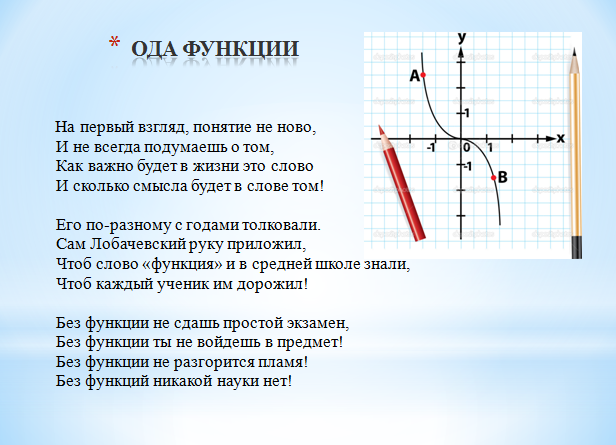 * ОДА ФУНКЦИИ
На первый взгляд, понятие не ново,
И не всегда подумаешь о том,
Как важно будет в жизни это слово
И сколько смысла будет в слове том!
Его по-разному с годами толковали.
Сам Лобачевский руку приложил,
Чтоб слово «функция» и в средней школе знали,
Чтоб каждый ученик им дорожил!
Без функции не сдашь простой экзамен,
Без функции ты не войдешь в предмет!
Без функции не разгорится пламя!
Без функций никакой науки нет!
y
A
1
-1
0
1
x
-1
B